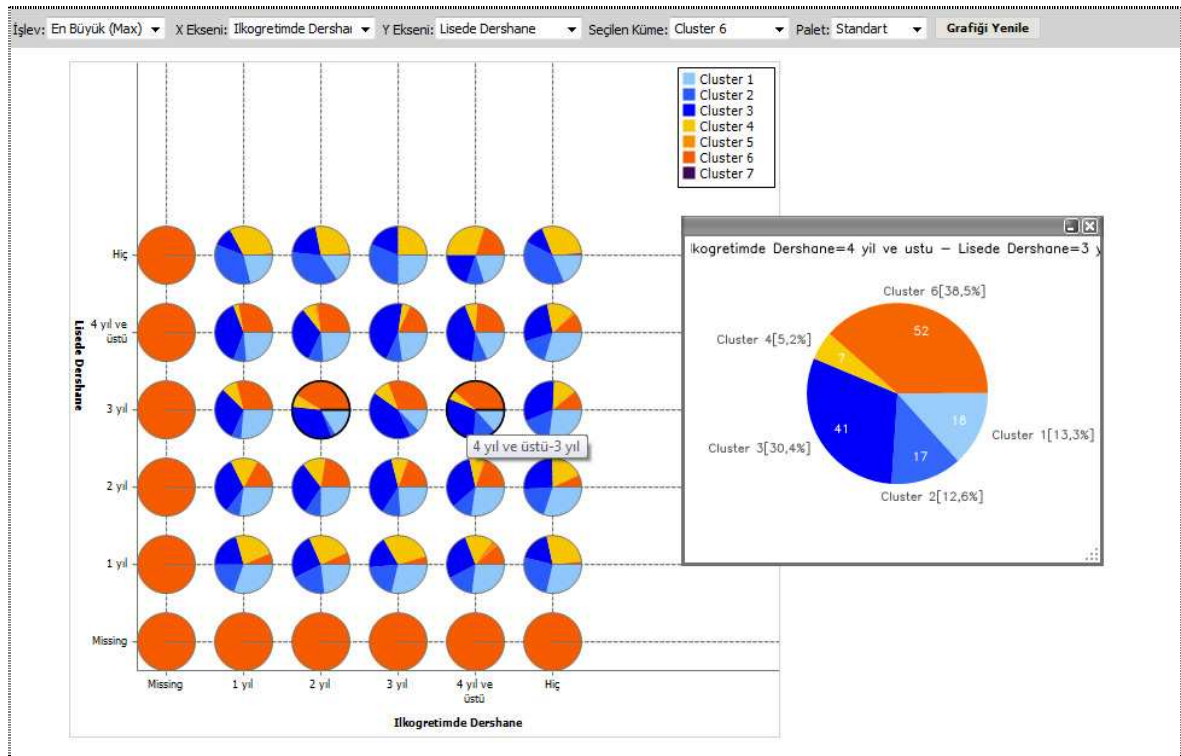 İşlev: En Büyük (Max) X Ekseni: Ilkogretimde Dershai Y Ekseni: Lisede Dershane Seçilen Küme: Cluster 6 Palet: Standart Grafiği Yenile
Cluster 1
Cluster 2
Cluster 3
Cluster 4
Cluster 5
Cluster 6
Cluster 7
Lisede Dershane
Hiç
4 yıl ve
üstü
3 yıl
2 yıl
1 yıl
Missing
Missing 1 yıl 2 yıl 3 yıl 4 yıl ve Hiç
üstü
Ilkogretimde Dershane
4 yıl ve üstü-3 yıl
lkogretimde Dershane=4 yil ve ustu - Lisede Dershane=3 y
Cluster 6[38,5%]
52
Cluster 4[5,2%]
7
Cluster 3[30,4%]
41
18
Cluster 1[13,3%]
17
Cluster 2[12,6%]